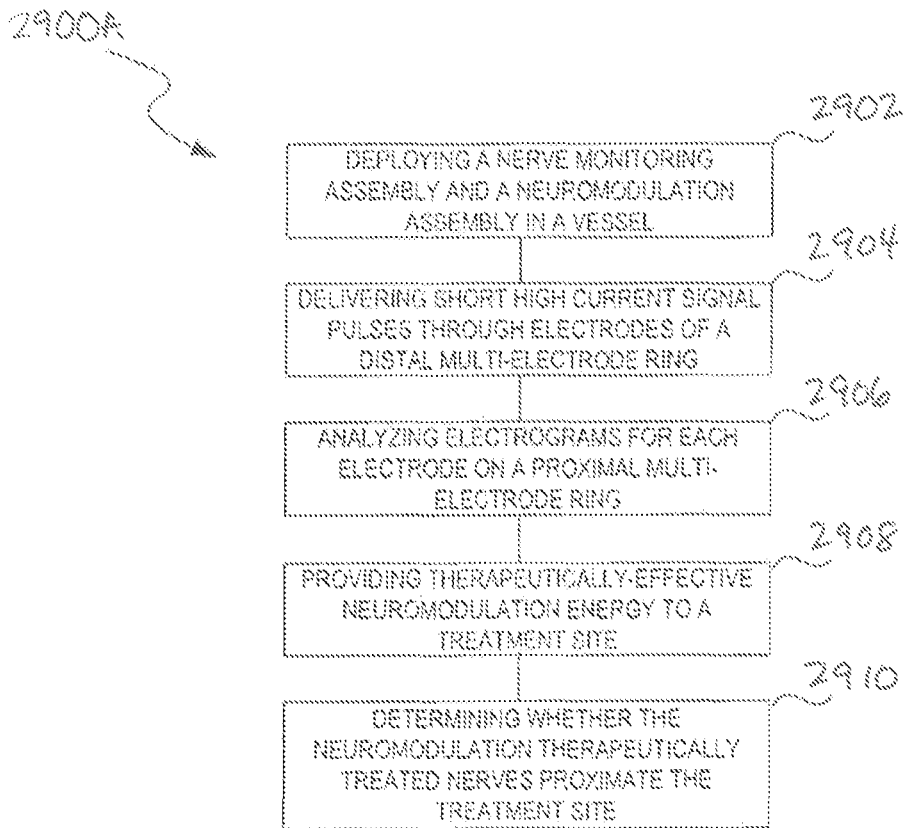 2900A
2902
DEPLOYING A NERVE MONITORING
ASSEMBLY AND A NEUROMODULATION
ASSEMBLY IN A VESSEL
2904
DELIVERING SHORT HIGH CURRENT SIGNAL
PULSES THROUGH ELECTRODES OF A
DISTAL MULTI-ELECTRODE RING
2906
ANALYZING ELECTROGRAMS FOR EACH
ELECTRODE ON A PROXIMAL MULTI-
ELECTRODE RING
2908
PROVIDING THERAPEUTICALLY-EFFECTIVE
NEUROMODULATION ENERGY TO A
TREATMENT SITE
2910
DETERMINING WHETHER THE
NEUROMODULATION THERAPEUTICALLY
TREATED NERVES PROXIMATE THE
TREATMENT SITE